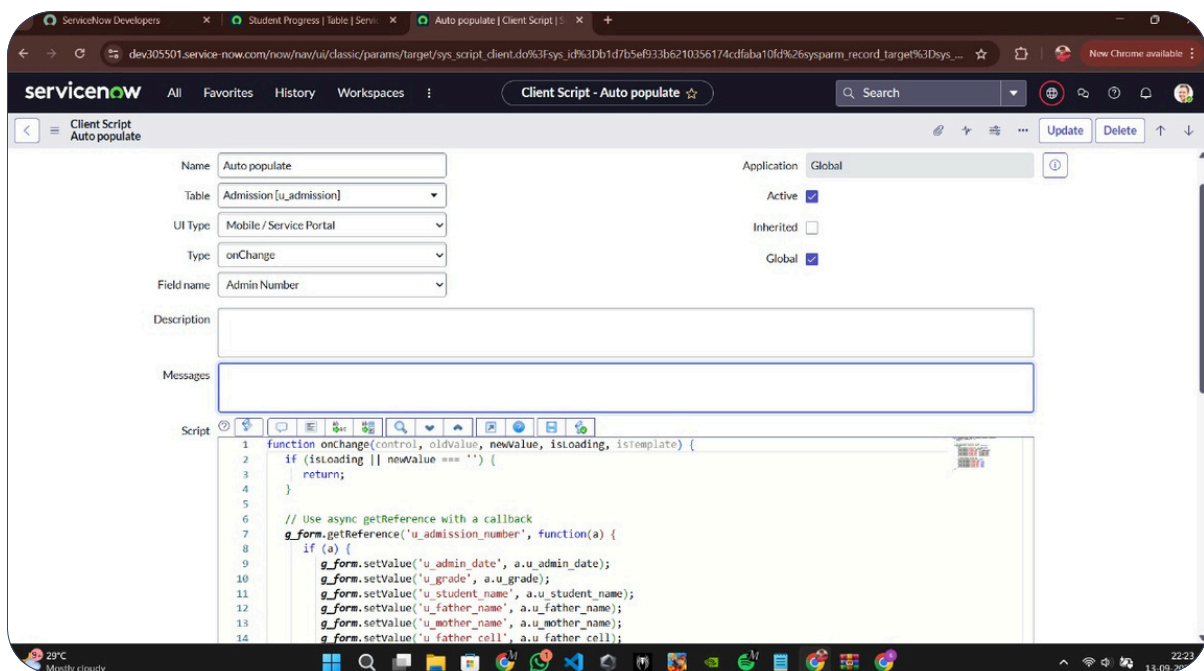 ServiceNow Developers
Student Progress | Table | Servic
Auto populate | Client Script | S
dev305501.service-now.com/now/nav/ui/classic/params/target/sys_script_client.do%3Fsys_id%3Db1d7b5ef933b6210356174cdfaba10fd%26sysparm_record_target%3Dsys_...
New Chrome available
servicenow All Favorites History Workspaces Client Script - Auto populate Search
Client Script
Auto populate
Update Delete
Name Auto populate Application Global
Table Admission [u_admission] Active
UI Type Mobile / Service Portal Inherited
Type onChange Global
Field name Admin Number
Description
Messages
Script
1 function onChange(control, oldValue, newValue, isLoading, isTemplate) {
2 if (isLoading || newValue === '') {
3 return;
4 }
5
6 // Use async getReference with a callback
7 g_form.getReference('u_admission_number', function(a) {
8 if (a) {
9 g_form.setValue('u_admin_date', a.u_admin_date);
10 g_form.setValue('u_grade', a.u_grade);
11 g_form.setValue('u_student_name', a.u_student_name);
12 g_form.setValue('u_father_name', a.u_father_name);
13 g_form.setValue('u_mother_name', a.u_mother_name);
14 g_form.setValue('u_father_cell', a.u_father_cell);
29°C
Mostly cloudy
22:23